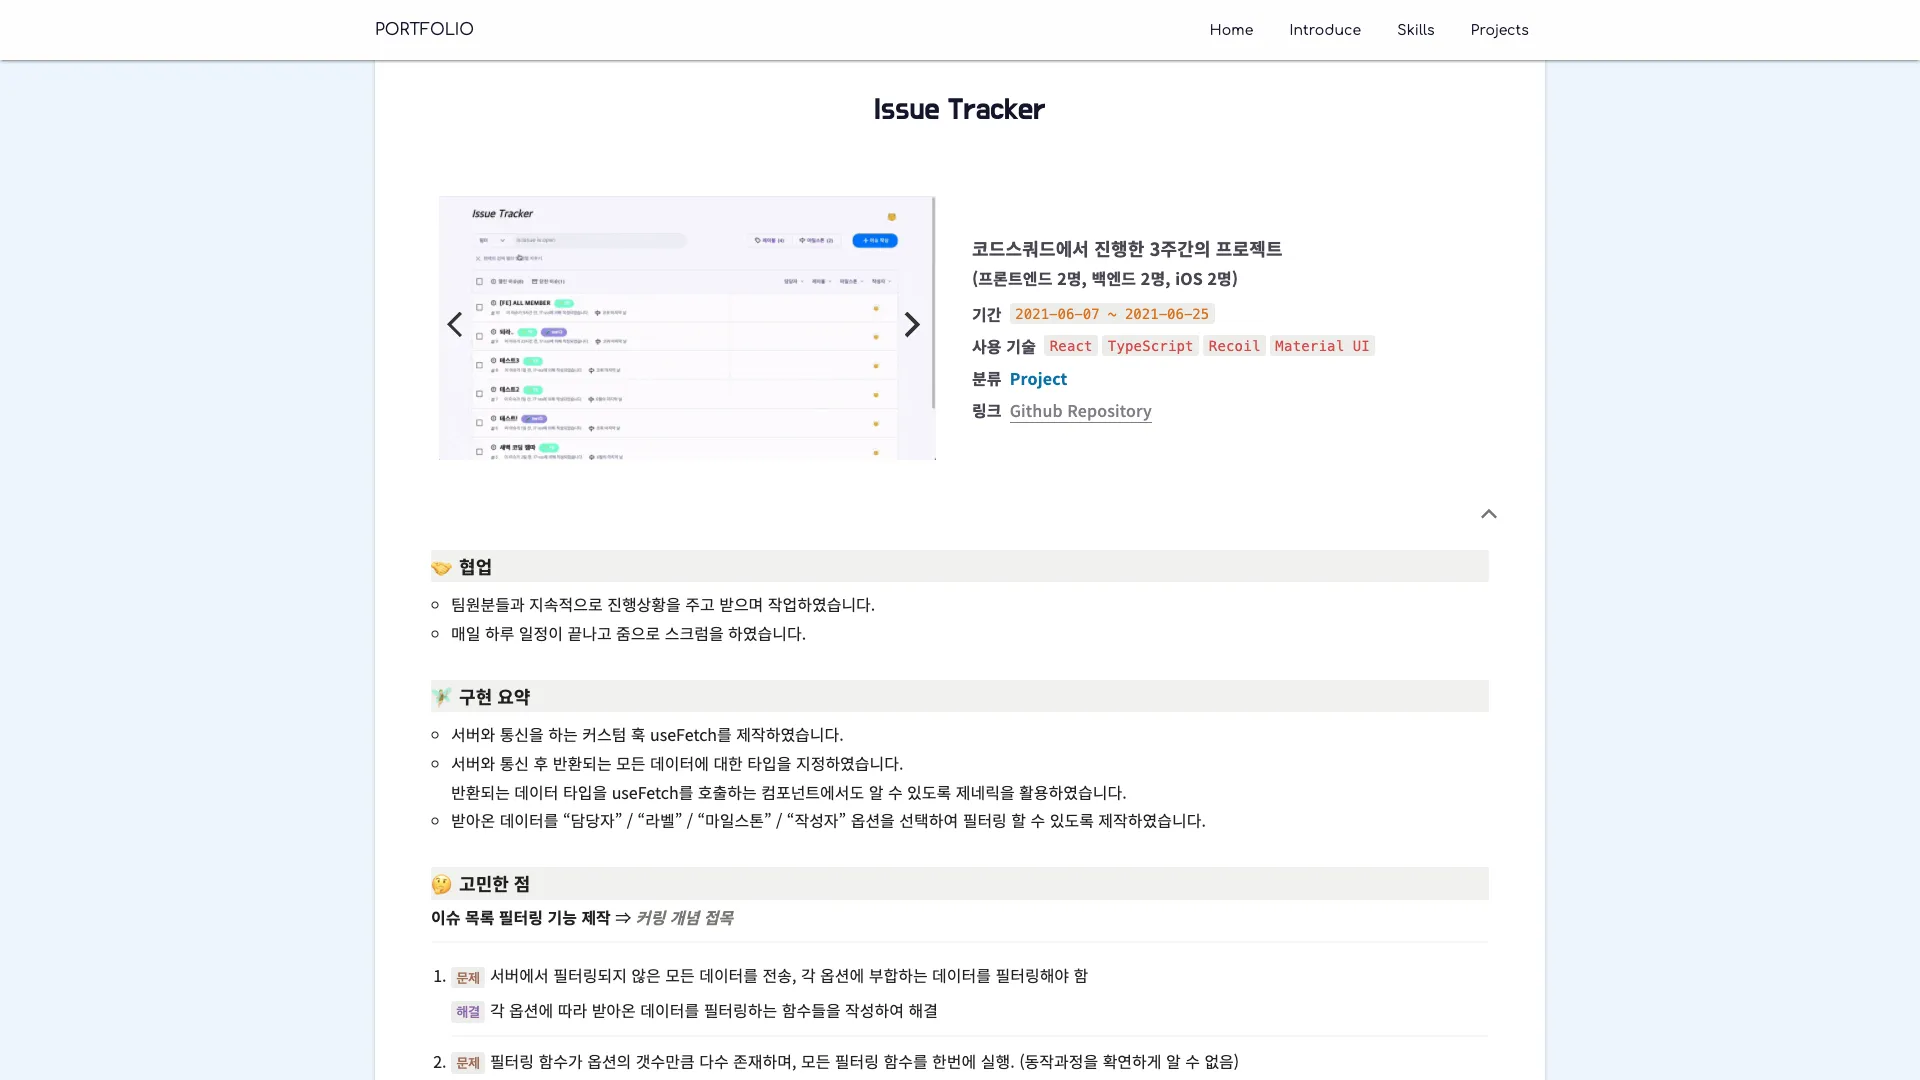 PORTFOLIO
Home
Introduce
Skills
Projects
Issue Tracker
Issue Tracker
[FE] ALL MEMBER
테스트3
테스트2
테스트!
코드스쿼드에서 진행한 3주간의 프로젝트
(프론트엔드 2명, 백엔드 2명, iOS 2명)
기간 2021-06-07 ~ 2021-06-25
사용 기술 React TypeScript Recoil Material UI
분류 Project
링크 Github Repository
🤝 협업
팀원분들과 지속적으로 진행상황을 주고 받으며 작업하였습니다.
매일 하루 일정이 끝나고 줌으로 스크럼을 하였습니다.
🧚 구현 요약
서버와 통신을 하는 커스텀 훅 useFetch를 제작하였습니다.
서버와 통신 후 반환되는 모든 데이터에 대한 타입을 지정하였습니다.
반환되는 데이터 타입을 useFetch를 호출하는 컴포넌트에서도 알 수 있도록 제네릭을 활용하였습니다.
받아온 데이터를 “담당자” / “라벨” / “마일스톤” / “작성자” 옵션을 선택하여 필터링 할 수 있도록 제작하였습니다.
🤔 고민한 점
이슈 목록 필터링 기능 제작 ⇒ 커링 개념 접목
1. 문제 서버에서 필터링되지 않은 모든 데이터를 전송, 각 옵션에 부합하는 데이터를 필터링해야 함
해결 각 옵션에 따라 받아온 데이터를 필터링하는 함수들을 작성하여 해결
2. 문제 필터링 함수가 옵션의 갯수만큼 다수 존재하며, 모든 필터링 함수를 한번에 실행. (동작과정을 확연하게 알 수 없음)